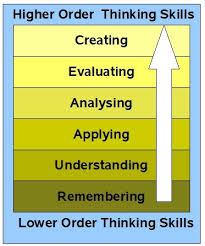 Higher Order Thinking Skills
Creating
Evaluating
Analysing
Applying
Understanding
Remembering
Lower Order Thinking Skills